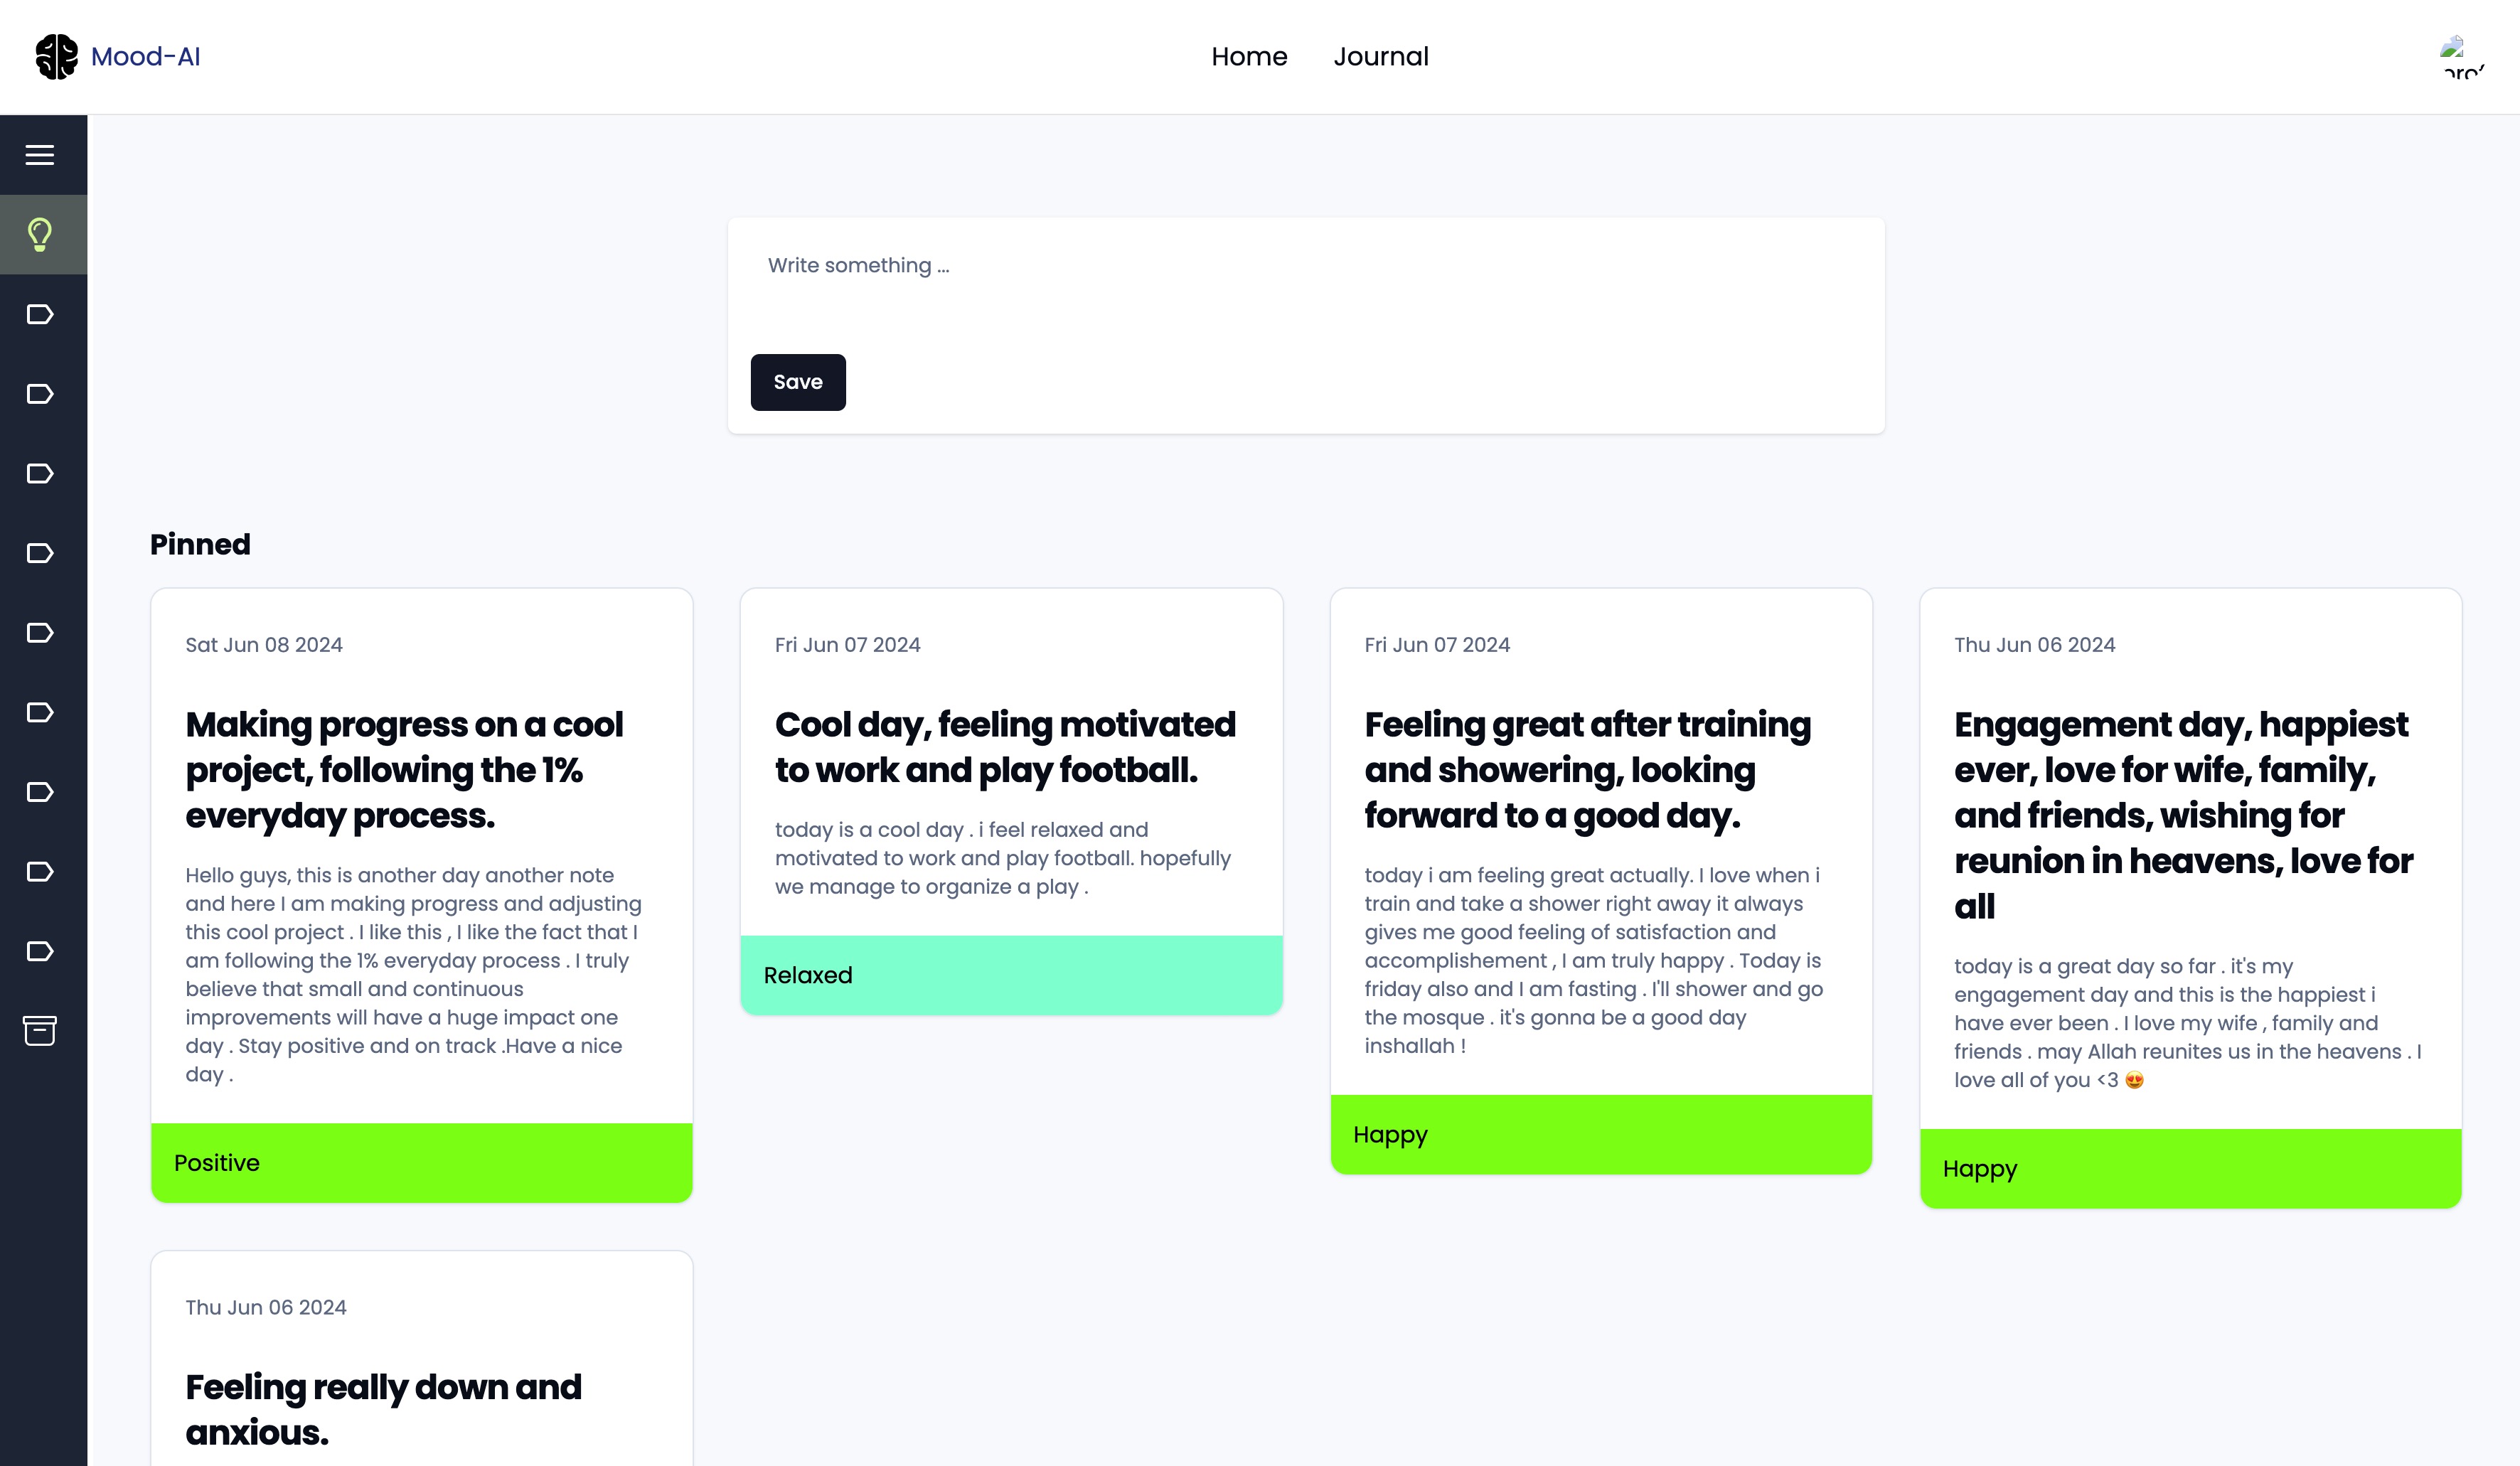 Mood-AI
Home
Journal
Write something ...
Save
Pinned
Sat Jun 08 2024
Making progress on a cool
project, following the 1%
everyday process.
Hello guys, this is another day another note
and here I am making progress and adjusting
this cool project . I like this , I like the fact that I
am following the 1% everyday process . I truly
believe that small and continuous
improvements will have a huge impact one
day . Stay positive and on track .Have a nice
day .
Positive
Fri Jun 07 2024
Cool day, feeling motivated
to work and play football.
today is a cool day . i feel relaxed and
motivated to work and play football. hopefully
we manage to organize a play .
Relaxed
Fri Jun 07 2024
Feeling great after training
and showering, looking
forward to a good day.
today i am feeling great actually. I love when i
train and take a shower right away it always
gives me good feeling of satisfaction and
accomplishement , I am truly happy . Today is
friday also and I am fasting . I'll shower and go
the mosque . it's gonna be a good day
inshallah !
Happy
Thu Jun 06 2024
Engagement day, happiest
ever, love for wife, family,
and friends, wishing for
reunion in heavens, love for
all
today is a great day so far . it's my
engagement day and this is the happiest i
have ever been . I love my wife , family and
friends . may Allah reunites us in the heavens . I
love all of you <3 😍
Happy
Thu Jun 06 2024
Feeling really down and
anxious.